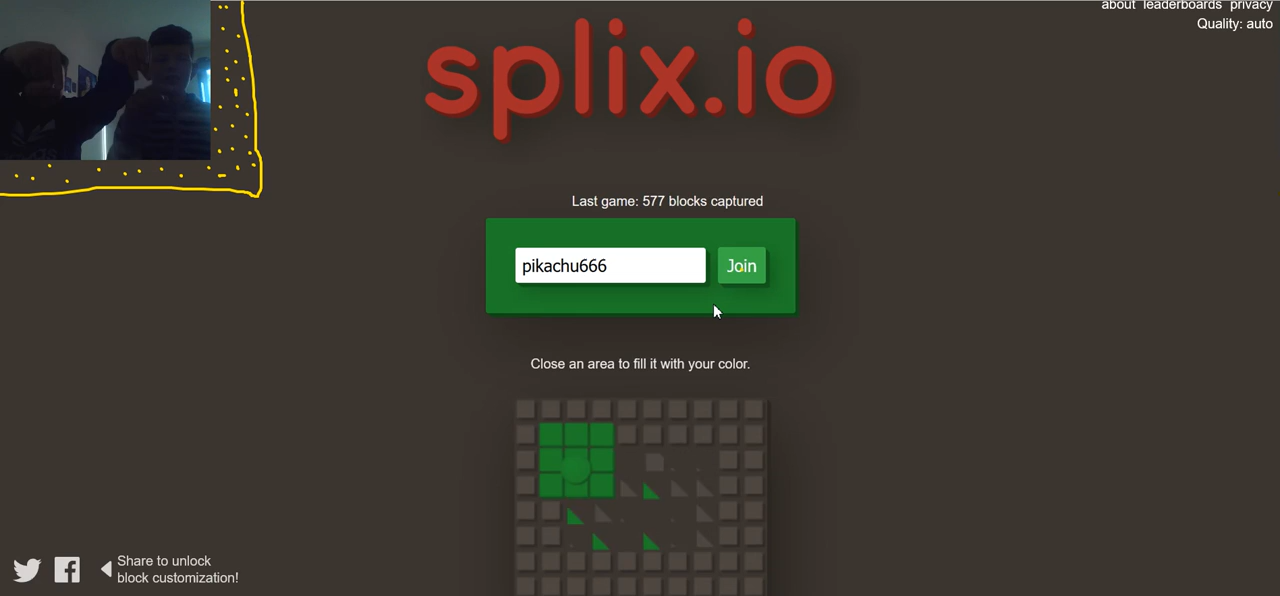 about leaderboards privacy
Quality: auto
splix.io
Last game: 577 blocks captured
pikachu666
Join
Close an area to fill it with your color.
Share to unlock
block customization!